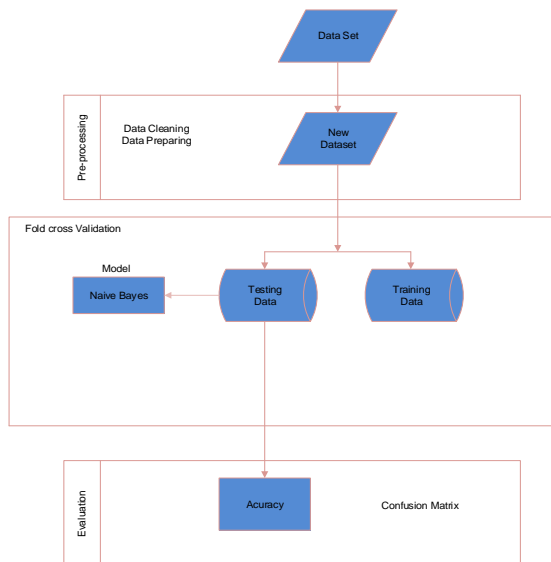 Data Set
Pre-processing
Data Cleaning
Data Preparing
New
Dataset
Fold cross Validation
Model
Naive Bayes
Testing
Data
Training
Data
Evaluation
Acuracy
Confusion Matrix